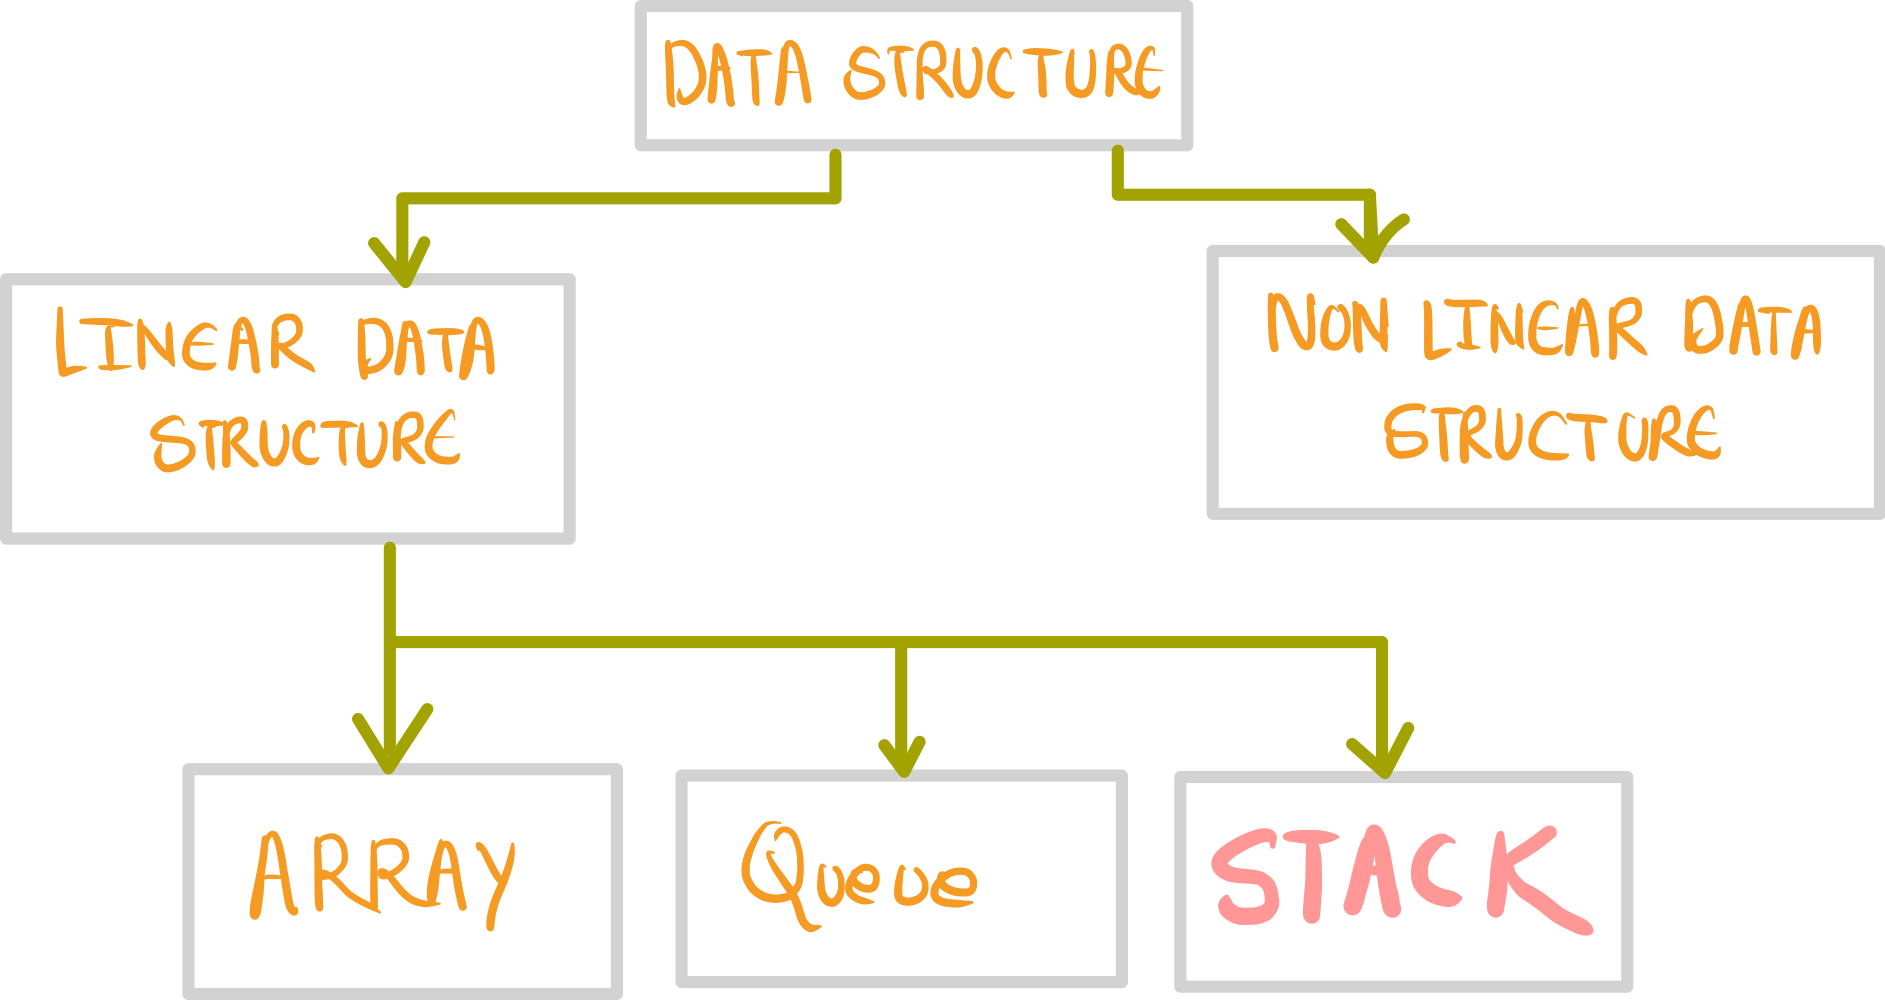 DATA STRUCTURE
LINEAR DATA
STRUCTURE
NON LINEAR DATA
STRUCTURE
ARRAY
Queue
STACK